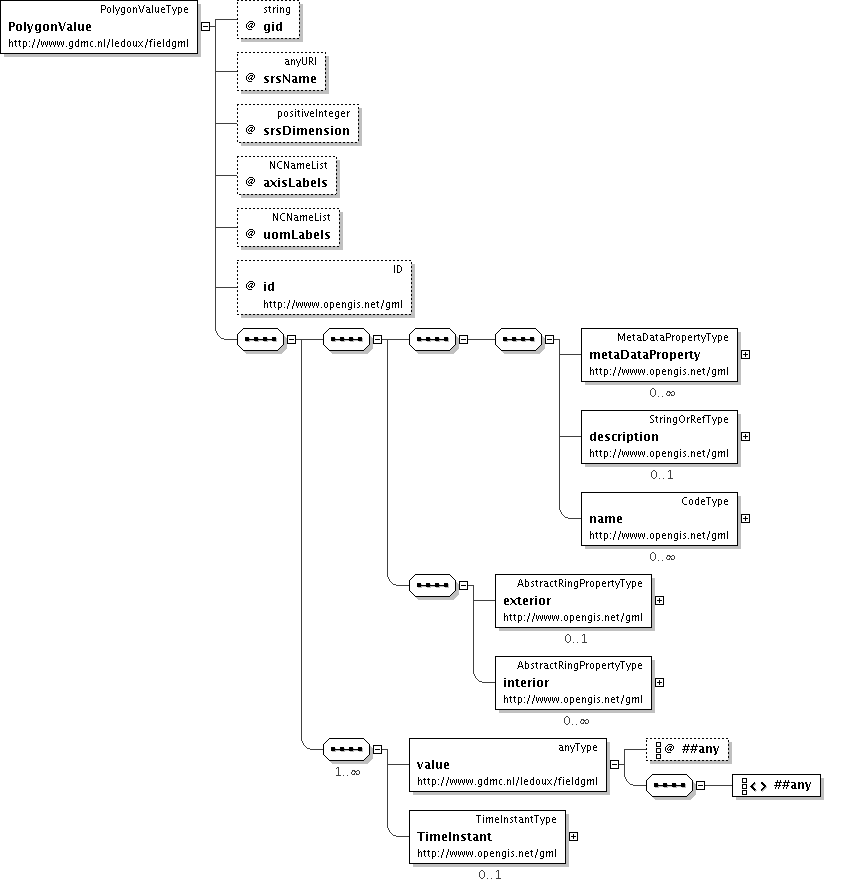 PolygonValueType
PolygonValue
http://www.gdmc.nl/ledoux/fieldgml
string
@ gid
anyURI
@ srsName
positiveInteger
@ srsDimension
NCNameList
@ axisLabels
NCNameList
@ uomLabels
ID
@ id
http://www.opengis.net/gml
MetaDataPropertyType
metaDataProperty
http://www.opengis.net/gml
0..∞
StringOrRefType
description
http://www.opengis.net/gml
0..1
CodeType
name
http://www.opengis.net/gml
0..∞
AbstractRingPropertyType
exterior
http://www.opengis.net/gml
0..1
AbstractRingPropertyType
interior
http://www.opengis.net/gml
0..∞
1..∞
anyType
value
http://www.gdmc.nl/ledoux/fieldgml
@ ##any
<> ##any
TimeInstantType
TimeInstant
http://www.opengis.net/gml
0..1